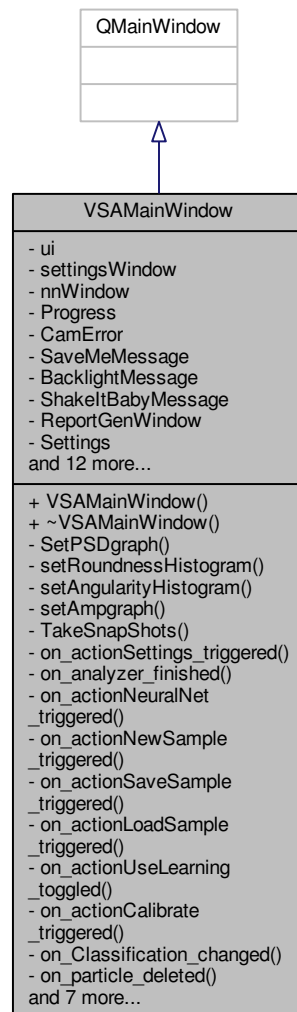 QMainWindow
VSAMainWindow
- ui
- settingsWindow
- nnWindow
- Progress
- CamError
- SaveMeMessage
- BacklightMessage
- ShakeItBabyMessage
- ReportGenWindow
- Settings
and 12 more...
+ VSAMainWindow()
+ ~VSAMainWindow()
- SetPSDgraph()
- setRoundnessHistogram()
- setAngularityHistogram()
- setAmpgraph()
- TakeSnapShots()
- on_actionSettings_triggered()
- on_analyzer_finished()
- on_actionNeuralNet
_triggered()
- on_actionNewSample
_triggered()
- on_actionSaveSample
_triggered()
- on_actionLoadSample
_triggered()
- on_actionUseLearning
_toggled()
- on_actionCalibrate
_triggered()
- on_Classification_changed()
- on_particle_deleted()
and 7 more...